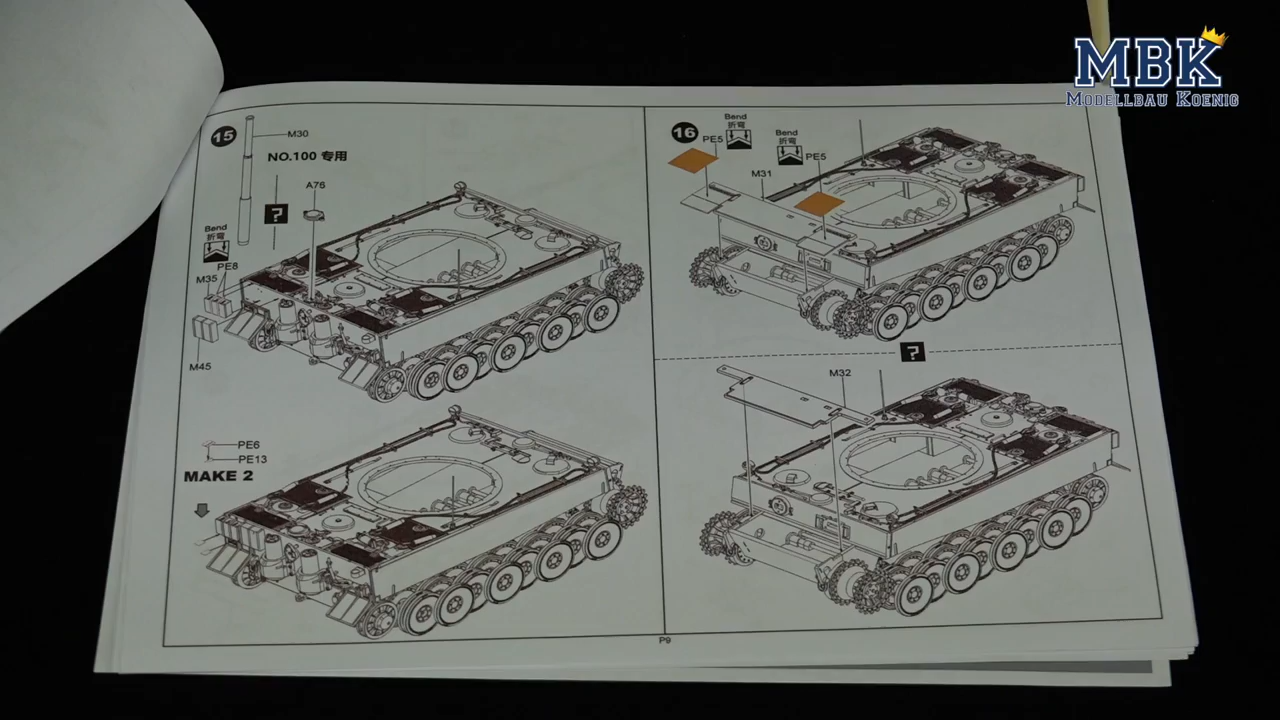 MBK
MODELLBAU KOENIG
15
M30
NO.100 专用
A76
?
Bend
折弯
PE8
M35
M45
PE6
PE13
MAKE 2
16
Bend
折弯
PE5
Bend
折弯
PE5
M31
?
M32
P9